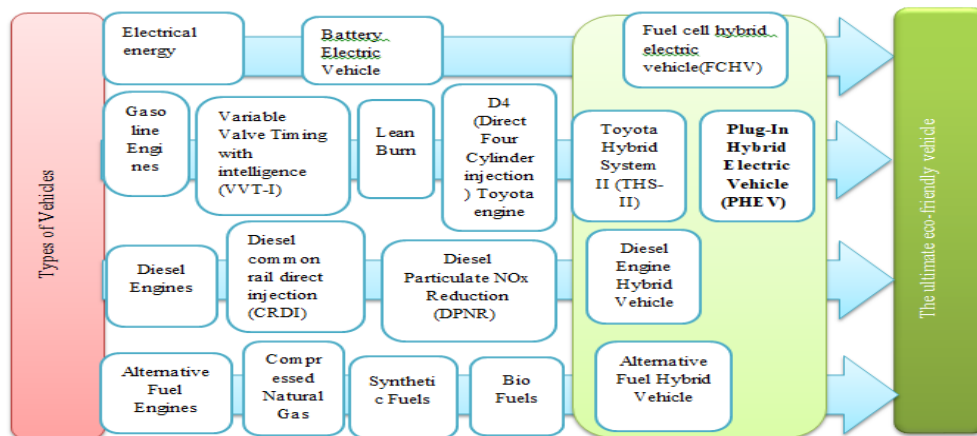 Types of Vehicles
Electrical
energy
Battery
Electric
Vehicle
Fuel cell hybrid
electric
vehicle(FCHV)
Gaso
line
Engi
nes
Variable
Valve Timing
with
intelligence
(VVT-I)
Lean
Burn
D4
(Direct
Four
Cylinder
injection
) Toyota
engine
Toyota
Hybrid
System
II (THS-
II)
Plug-In
Hybrid
Electric
Vehicle
(PHEV)
Diesel
Engines
Diesel
common
rail direct
injection
(CRDI)
Diesel
Particulate NOx
Reduction
(DPNR)
Diesel
Engine
Hybrid
Vehicle
Alternative
Fuel
Engines
Compr
essed
Natural
Gas
Syntheti
c Fuels
Bio
Fuels
Alternative
Fuel Hybrid
Vehicle
The ultimate eco-friendly vehicle